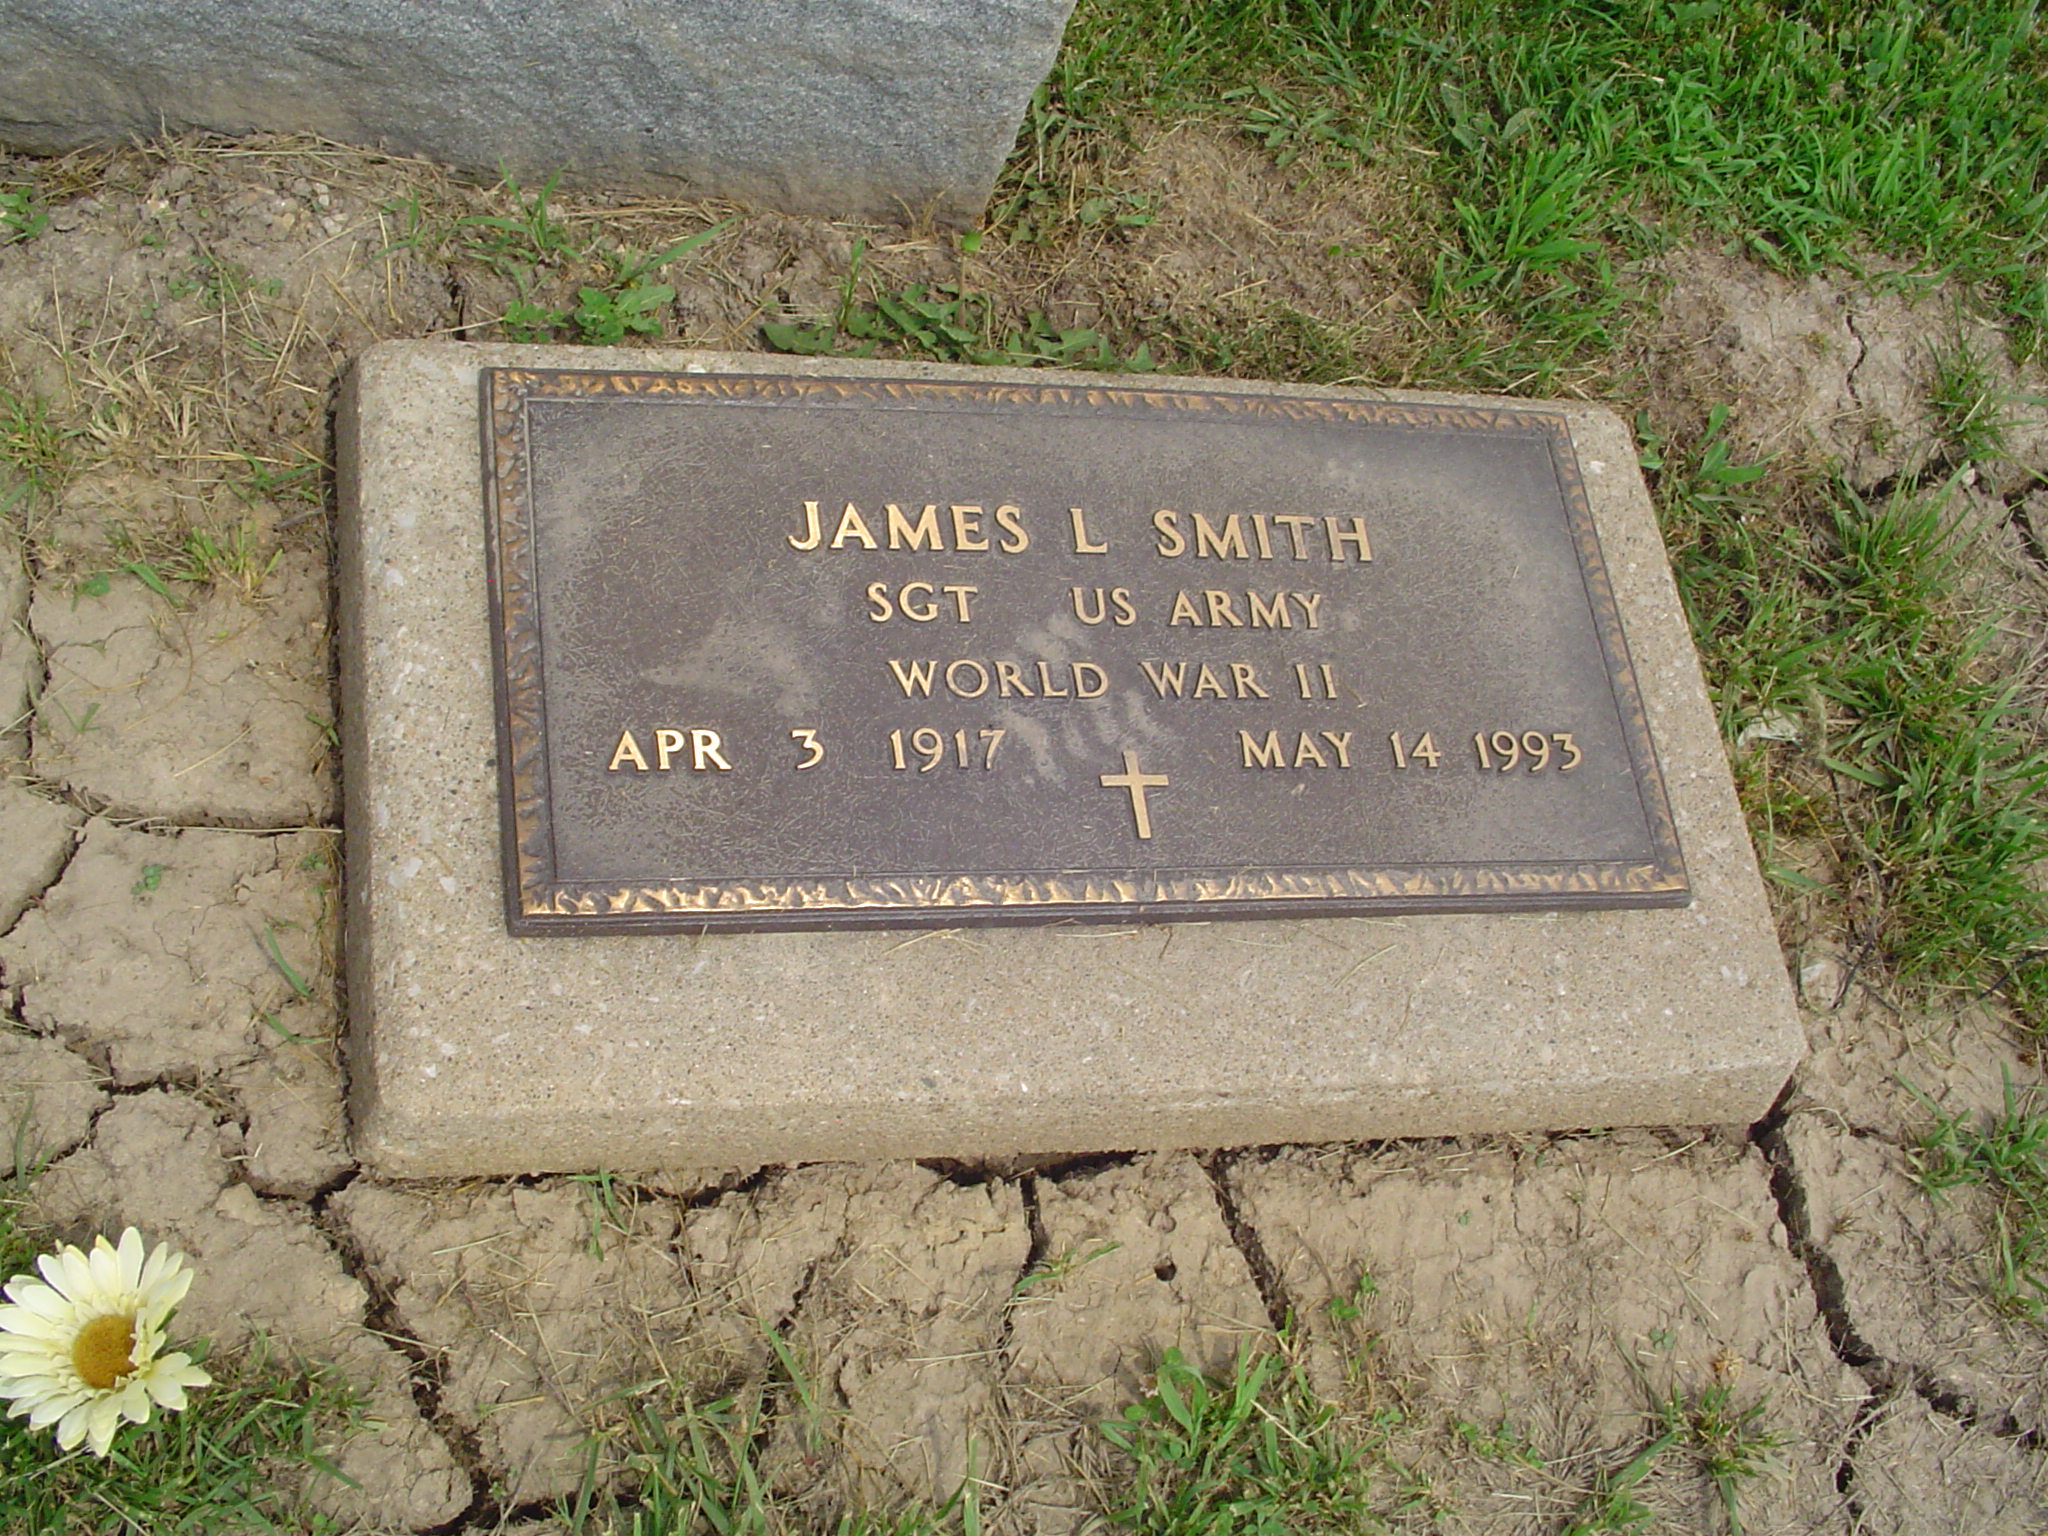 JAMES L SMITH
SGT US ARMY
WORLD WAR II
APR 3 1917 MAY 14 1993